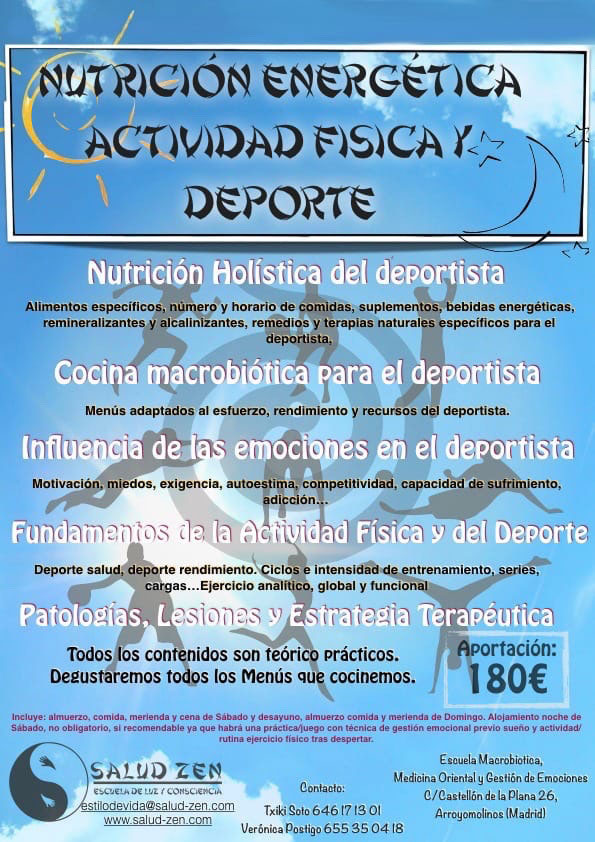 NUTRICIÓN ENERGÉTICA
ACTIVIDAD FISICA Y
DEPORTE
Nutrición Holística del deportista
Alimentos específicos, número y horario de comidas, suplementos, bebidas energéticas,
remineralizantes y alcalinizantes, remedios y terapias naturales específicos para el
deportista,
Cocina macrobiótica para el deportista
Menús adaptados al esfuerzo, rendimiento y recursos del deportista.
Influencia de las emociones en el deportista
Motivación, miedos, exigencia, autoestima, competitividad, capacidad de sufrimiento,
adicción...
Fundamentos de la Actividad Física y del Deporte
Deporte salud, deporte rendimiento. Ciclos e intensidad de entrenamiento, series,
cargas...Ejercicio analítico, global y funcional
Patologías, Lesiones y Estrategia Terapéutica
Todos los contenidos son teórico prácticos.
Degustaremos todos los Menús que cocinemos.
Aportación:
180€
Incluye: almuerzo, comida, merienda y cena de Sábado y desayuno, almuerzo comida y merienda de Domingo. Alojamiento noche de
Sábado, no obligatorio, si recomendable ya que habrá una práctica/juego con técnica de gestión emocional previo sueño y actividad/
rutina ejercicio físico tras despertar.
SALUD ZEN
ESCUELA DE LUZ Y CONSCIENCIA
estilodevida@salud-zen.com
www.salud-zen.com
Contacto:
Txiki Soto 646 17 13 01
Verónica Postigo 655 35 04 18
Escuela Macrobiotica,
Medicina Oriental y Gestión de Emociones
C/Castellón de la Plana 26,
Arroyomolinos (Madrid)